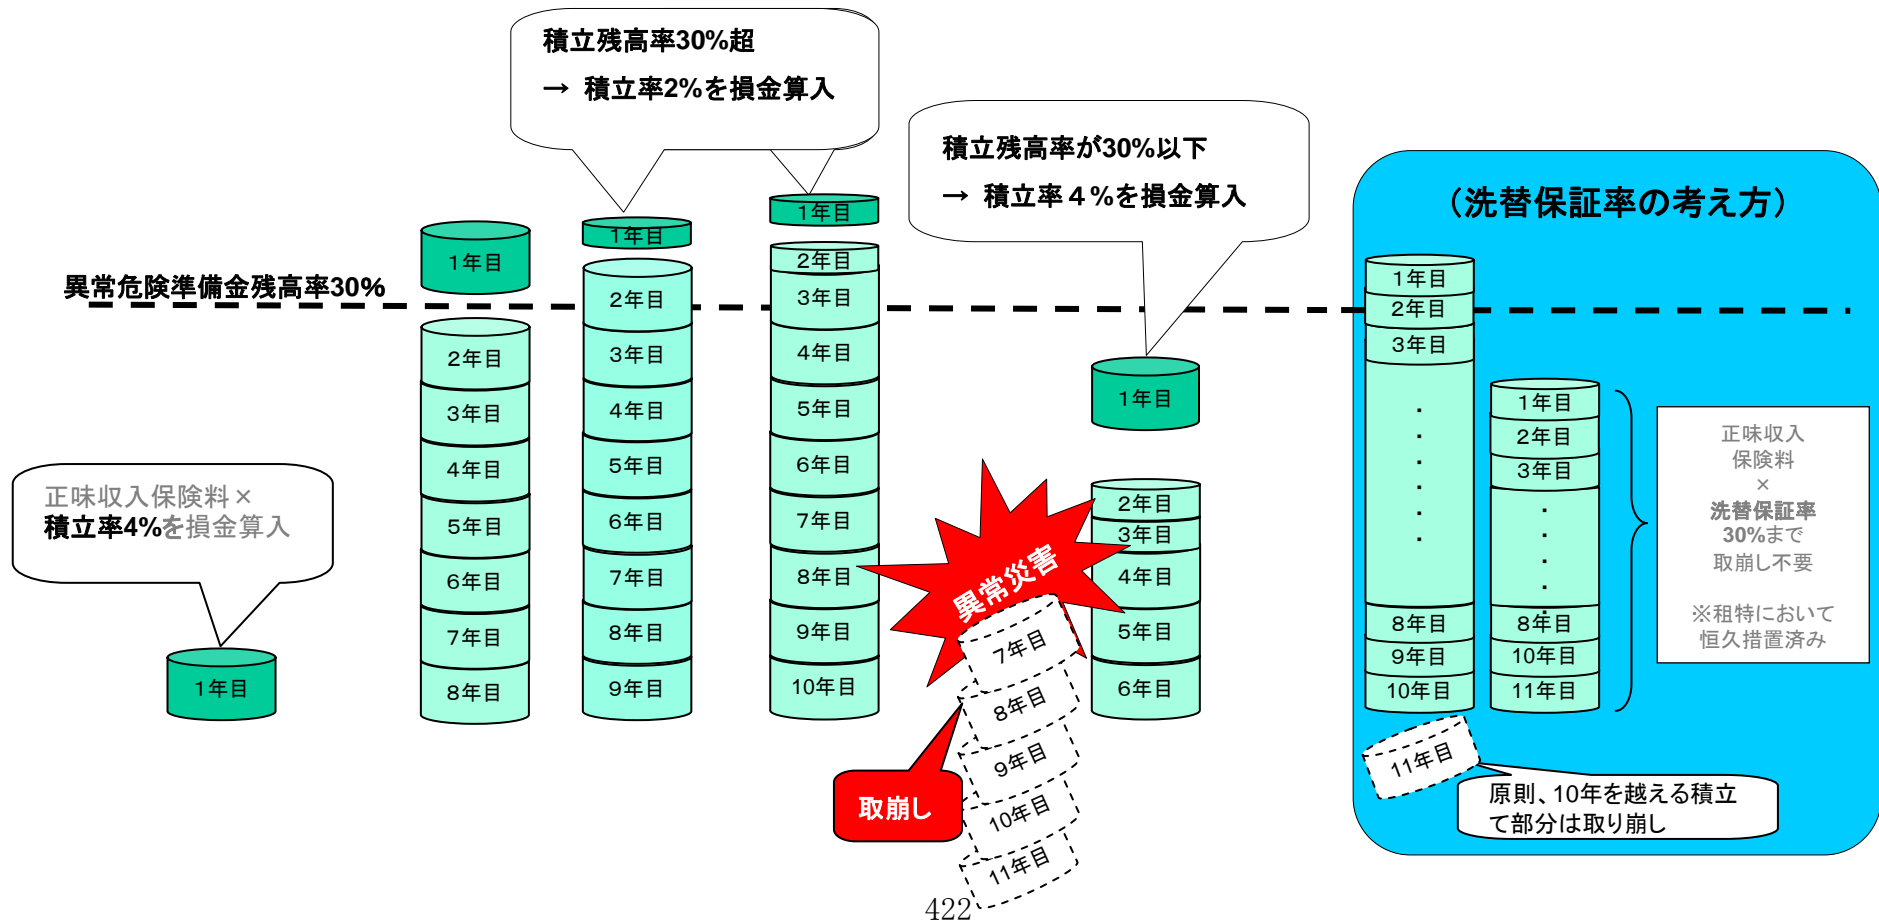 積立残高率30%超
→ 積立率2%を損金算入
積立残高率が30%以下
→ 積立率４%を損金算入
異常危険準備金残高率30%
正味収入保険料×
積立率4%を損金算入
1年目
1年目
2年目
3年目
4年目
5年目
6年目
7年目
8年目
1年目
2年目
3年目
4年目
5年目
6年目
7年目
8年目
9年目
1年目
2年目
3年目
4年目
5年目
6年目
7年目
8年目
9年目
10年目
異常災害
取崩し
7年目
8年目
9年目
10年目
11年目
1年目
2年目
3年目
4年目
5年目
6年目
（洗替保証率の考え方）
1年目
2年目
3年目
・
・
・
・
・
・
8年目
9年目
10年目
11年目
1年目
2年目
3年目
・
・
・
・
・
8年目
10年目
11年目
正味収入
保険料
×
洗替保証率
30%まで
取崩し不要
※租特において
恒久措置済み
原則、10年を越える積立
て部分は取り崩し
422